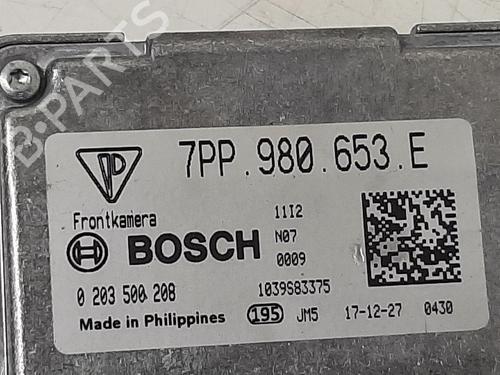 B-PARTS
7PP.980.653.E
Frontkamera
11I2
BOSCH
N07
0009
0 203 500 208
1039S83375
Made in Philippines
195
JM5
17-12-27
0430